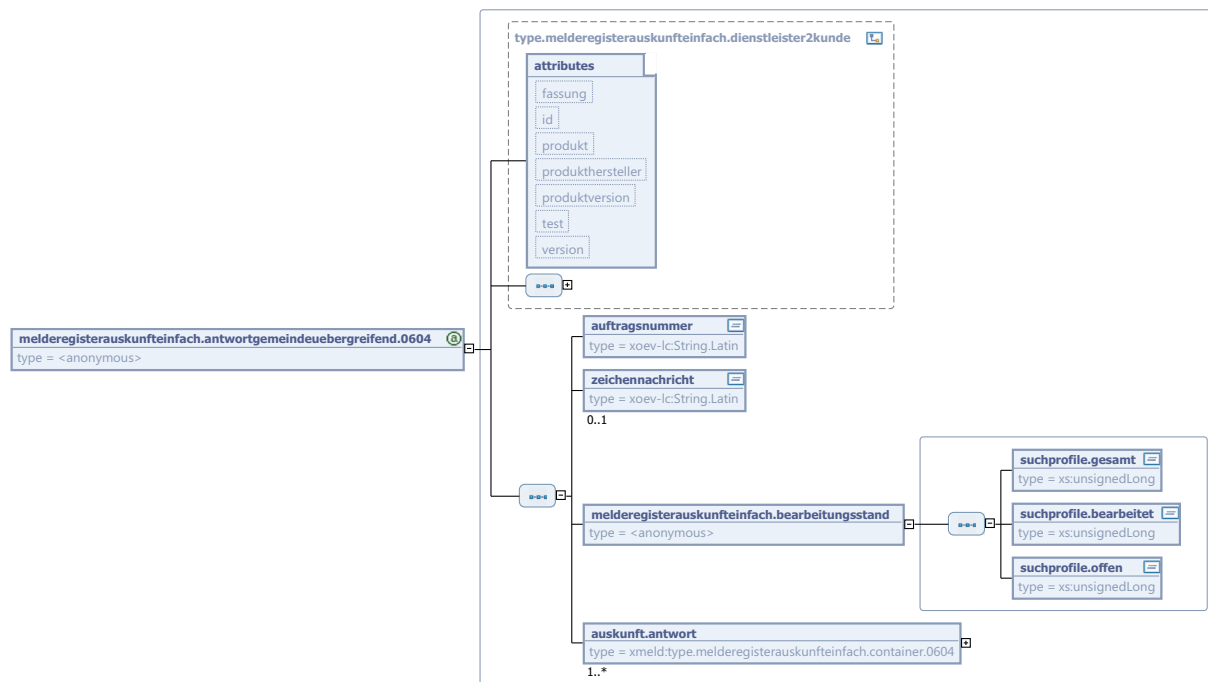 type.melderegisterauskunfteinfach.dienstleister2kunde
attributes
fassung
id
produkt
produkthersteller
produktversion
test
version
melderegisterauskunfteinfach.antwortgemeindeuebergreifend.0604
type = <anonymous>
auftragsnummer
type = xoev-lc:String.Latin
zeichennachricht
type = xoev-lc:String.Latin
0..1
melderegisterauskunfteinfach.bearbeitungsstand
type = <anonymous>
suchprofile.gesamt
type = xs:unsignedLong
suchprofile.bearbeitet
type = xs:unsignedLong
suchprofile.offen
type = xs:unsignedLong
auskunft.antwort
type = xmeld:type.melderegisterauskunfteinfach.container.0604
1..*